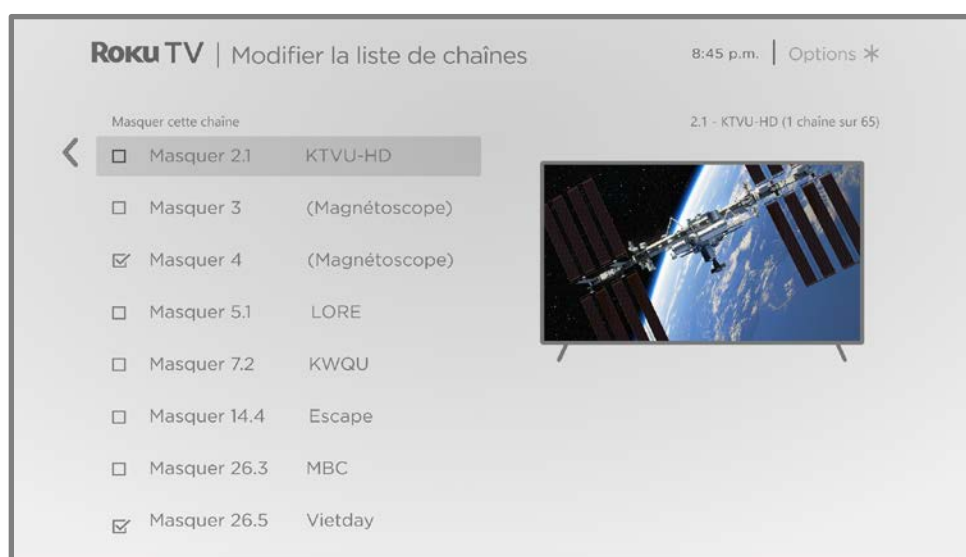 Roku TV | Modifier la liste de chaînes 8:45 p.m. | Options
Masquer cette chaîne 2.1 - KTVU-HD (1 chaîne sur 65)
Masquer 2.1 KTVU-HD
Masquer 3 (Magnétoscope)
Masquer 4 (Magnétoscope)
Masquer 5.1 LORE
Masquer 7.2 KWQU
Masquer 14.4 Escape
Masquer 26.3 MBC
Masquer 26.5 Vietday